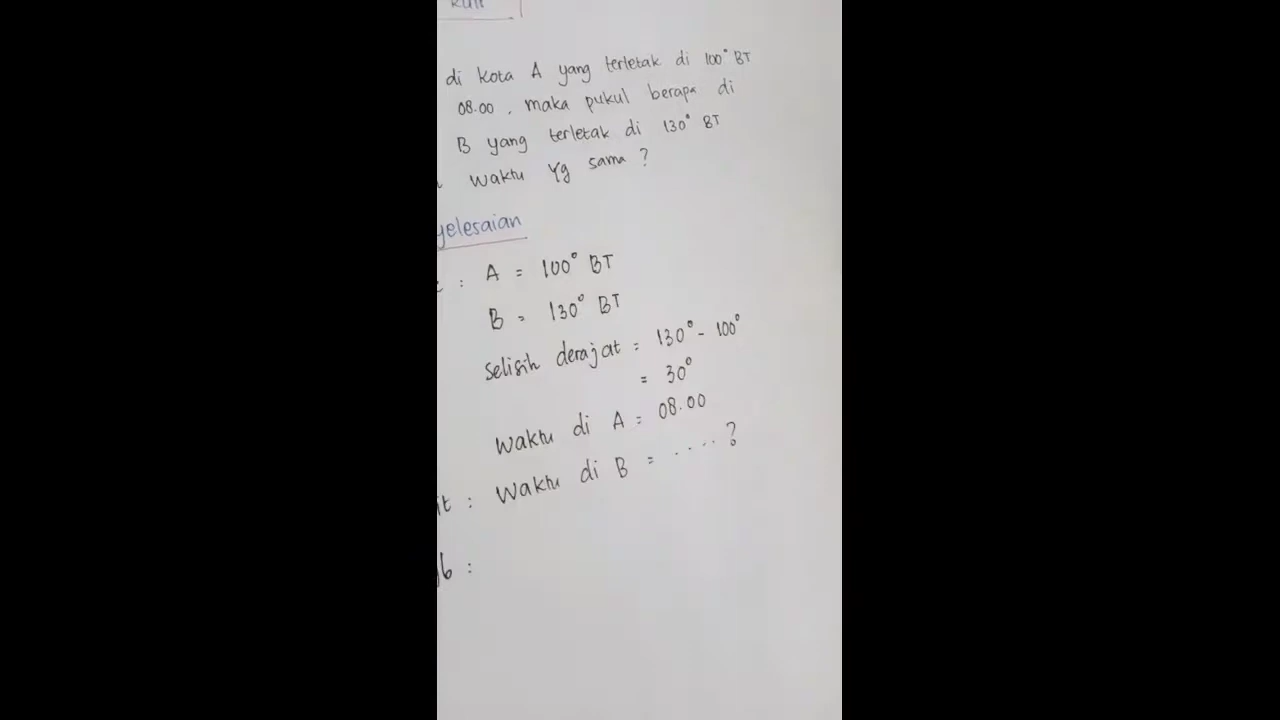 di kota A yang terletak di 100° BT
08.00 . maka pukul berapa di
B yang terletak di 130° BT
waktu Yg sama ?
yelesaian
: A = 100° BT
B = 130° BT
Selisih derajat = 130° - 100°
= 30°
Waktu di A = 08.00
it : Waktu di B = ..... ?
b :